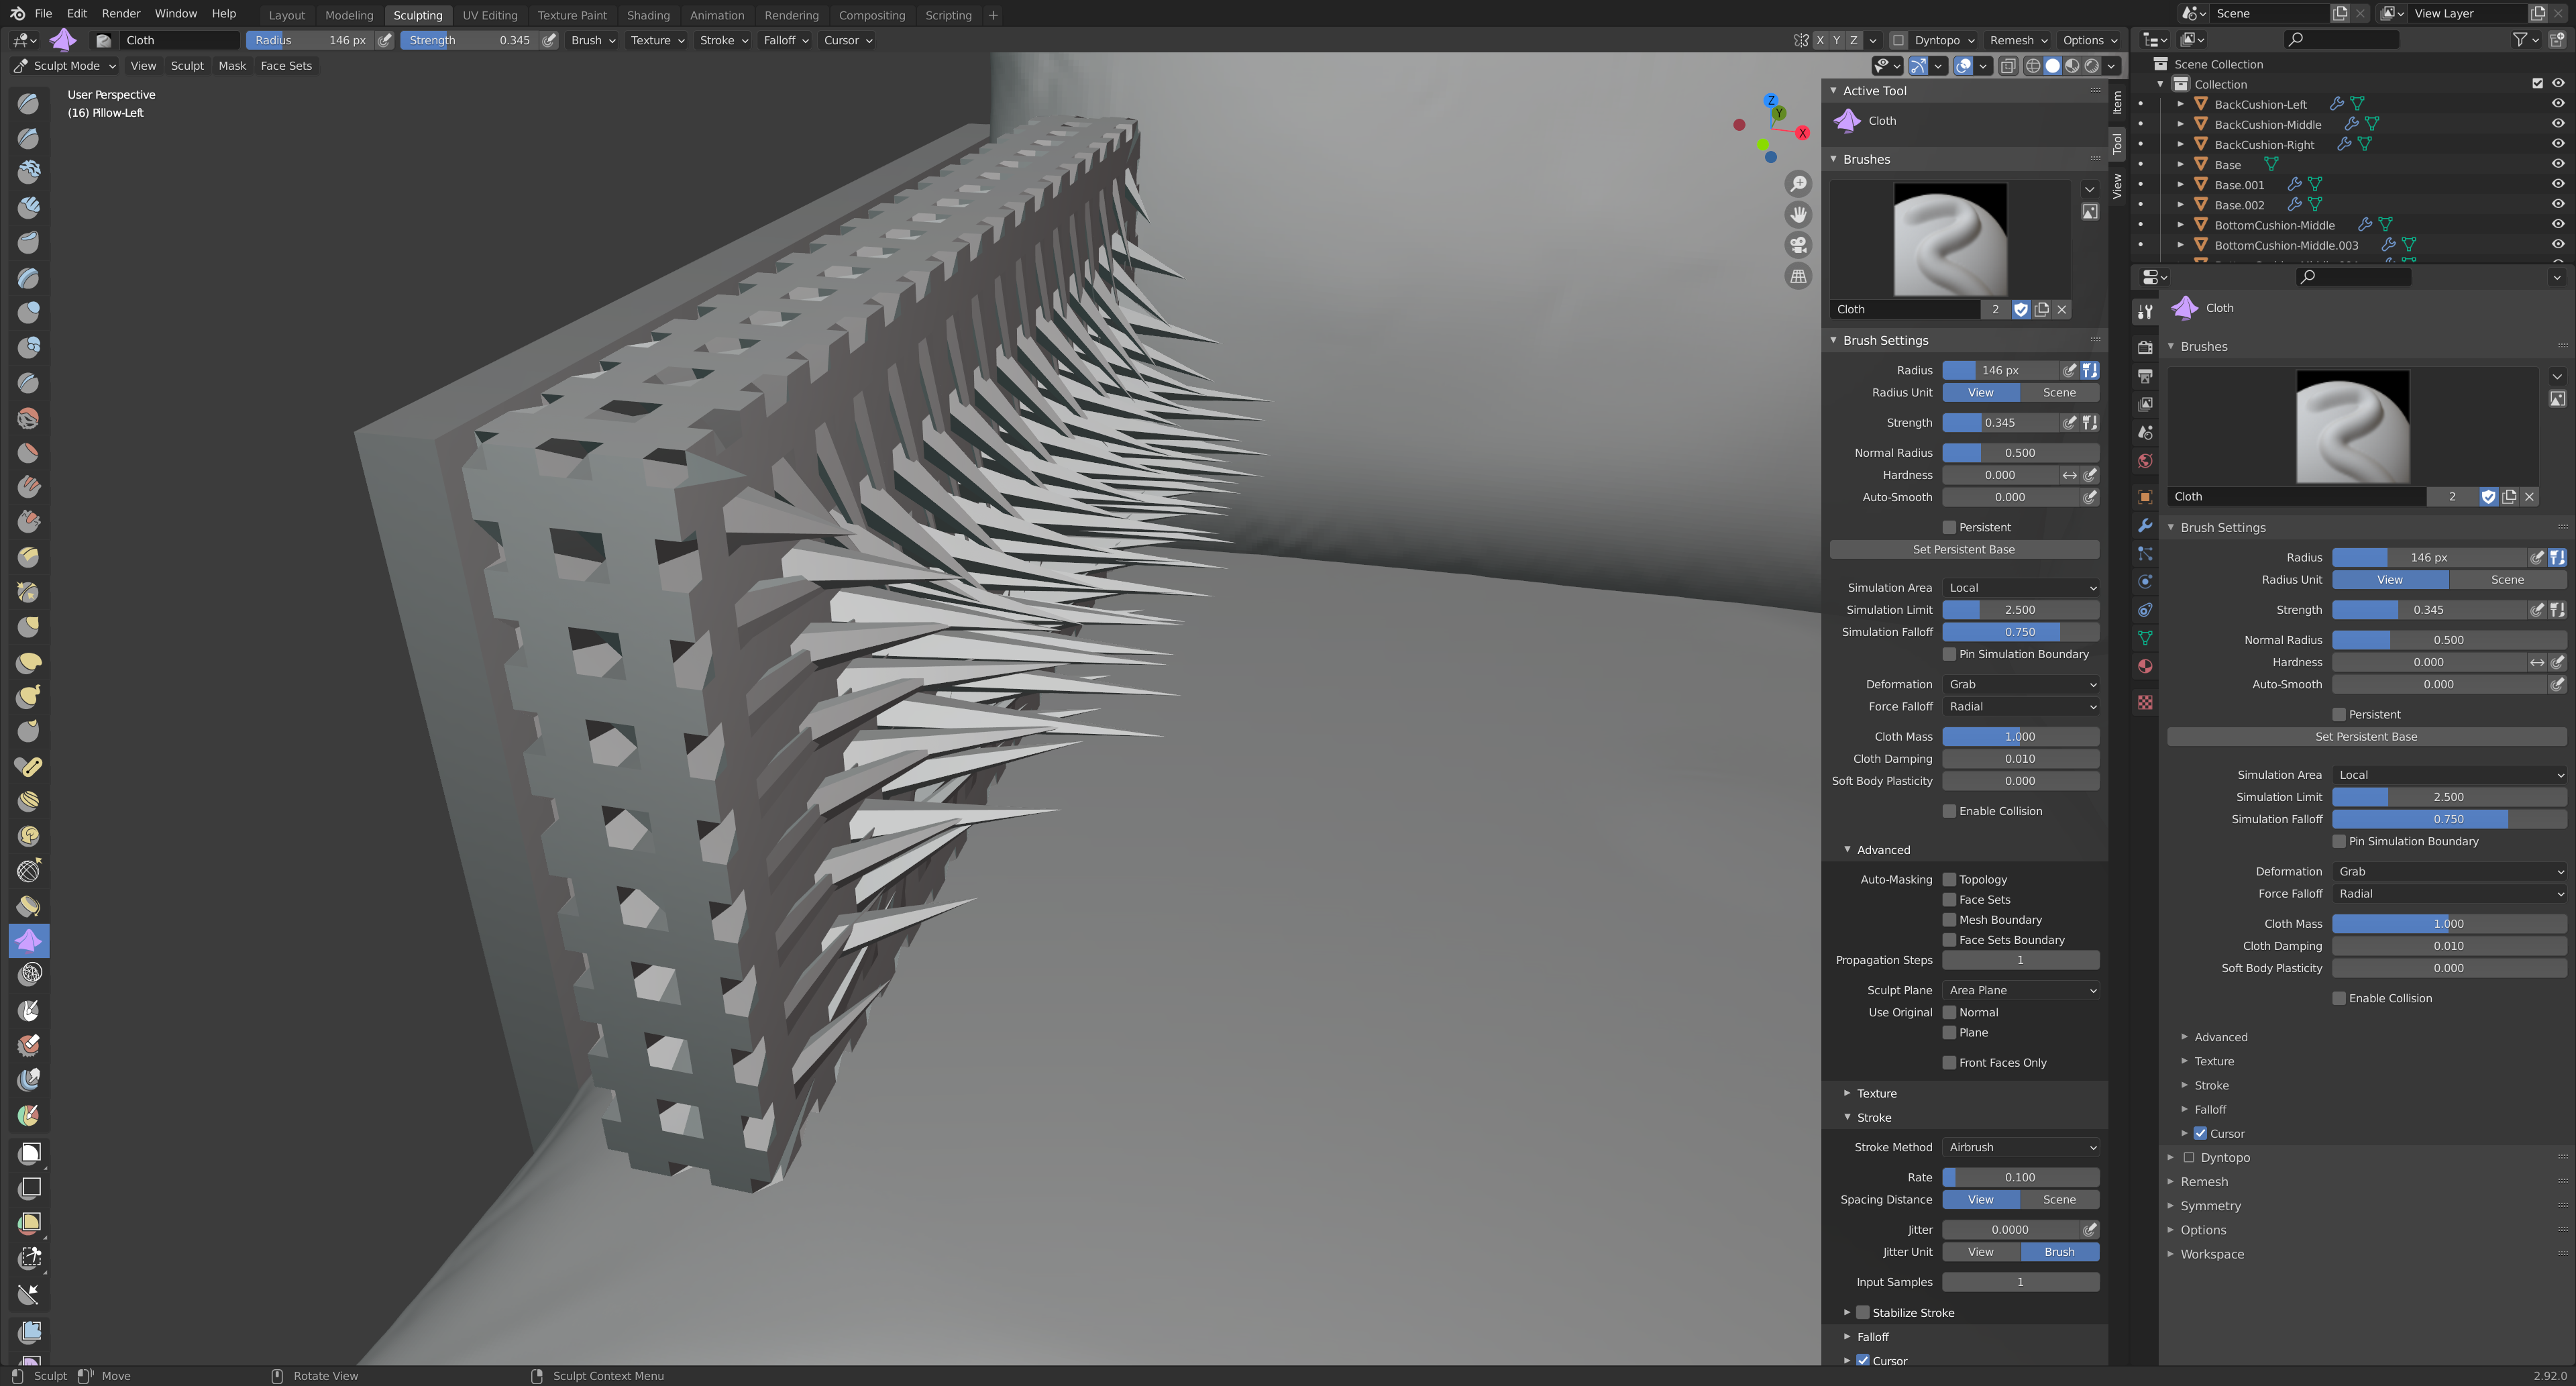 File Edit Render Window Help Layout Modeling Sculpting UV Editing Texture Paint Shading Animation Rendering Compositing Scripting + Scene View Layer
Cloth Radius 146 px Strength 0.345 Brush Texture Stroke Falloff Cursor X Y Z Dyntopo Remesh Options
Sculpt Mode View Sculpt Mask Face Sets
User Perspective
(16) Pillow-Left
Z
Y
X
Active Tool
Cloth
Brushes
Cloth 2
Brush Settings
Radius 146 px
Radius Unit View Scene
Strength 0.345
Normal Radius 0.500
Hardness 0.000
Auto-Smooth 0.000
Persistent
Set Persistent Base
Simulation Area Local
Simulation Limit 2.500
Simulation Falloff 0.750
Pin Simulation Boundary
Deformation Grab
Force Falloff Radial
Cloth Mass 1.000
Cloth Damping 0.010
Soft Body Plasticity 0.000
Enable Collision
Advanced
Auto-Masking Topology
Face Sets
Mesh Boundary
Face Sets Boundary
Propagation Steps 1
Sculpt Plane Area Plane
Use Original Normal
Plane
Front Faces Only
Texture
Stroke
Stroke Method Airbrush
Rate 0.100
Spacing Distance View Scene
Jitter 0.0000
Jitter Unit View Brush
Input Samples 1
Stabilize Stroke
Falloff
Cursor
Item
Tool
View
Scene Collection
Collection
BackCushion-Left
BackCushion-Middle
BackCushion-Right
Base
Base.001
Base.002
BottomCushion-Middle
BottomCushion-Middle.003
Cloth
Brushes
Cloth 2
Brush Settings
Radius 146 px
Radius Unit View Scene
Strength 0.345
Normal Radius 0.500
Hardness 0.000
Auto-Smooth 0.000
Persistent
Set Persistent Base
Simulation Area Local
Simulation Limit 2.500
Simulation Falloff 0.750
Pin Simulation Boundary
Deformation Grab
Force Falloff Radial
Cloth Mass 1.000
Cloth Damping 0.010
Soft Body Plasticity 0.000
Enable Collision
Advanced
Texture
Stroke
Falloff
Cursor
Dyntopo
Remesh
Symmetry
Options
Workspace
Sculpt Move Rotate View Sculpt Context Menu 2.92.0